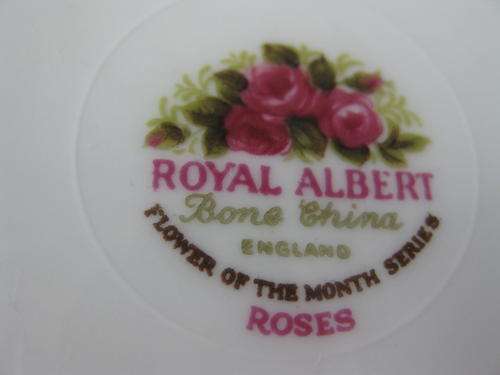 ROYAL ALBERT
Bone China
ENGLAND
FLOWER OF THE MONTH SERIES
ROSES